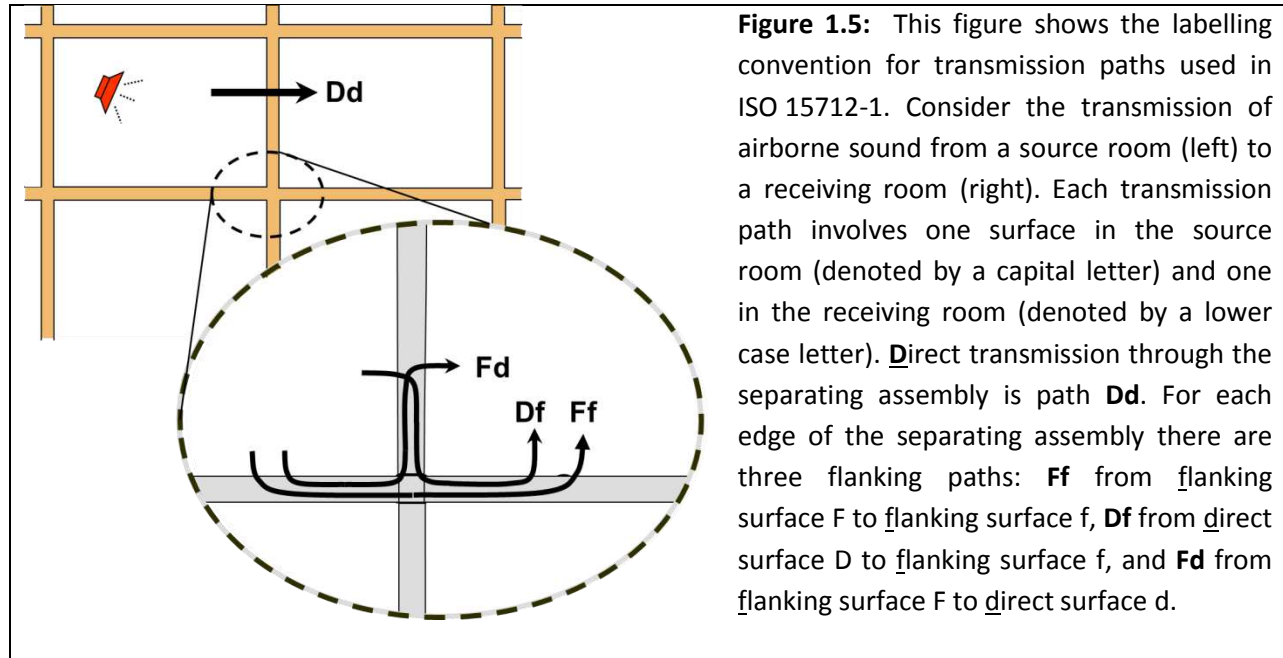 Dd
Fd
Df Ff
Figure 1.5: This figure shows the labelling
convention for transmission paths used in
ISO 15712-1. Consider the transmission of
airborne sound from a source room (left) to
a receiving room (right). Each transmission
path involves one surface in the source
room (denoted by a capital letter) and one
in the receiving room (denoted by a lower
case letter). Direct transmission through the
separating assembly is path Dd. For each
edge of the separating assembly there are
three flanking paths: Ff from flanking
surface F to flanking surface f, Df from direct
surface D to flanking surface f, and Fd from
flanking surface F to direct surface d.